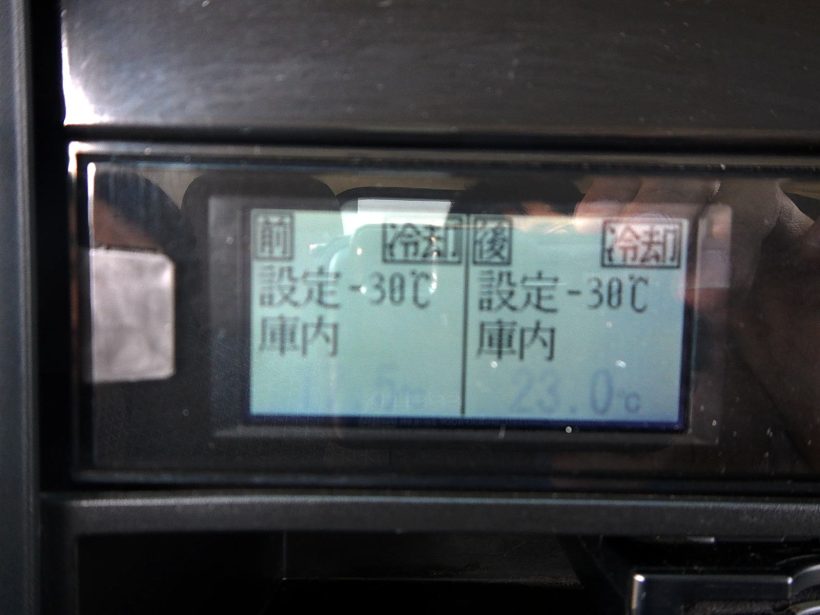 前 冷却
設定-30℃
庫内
後 冷却
設定-30℃
庫内
23.0℃